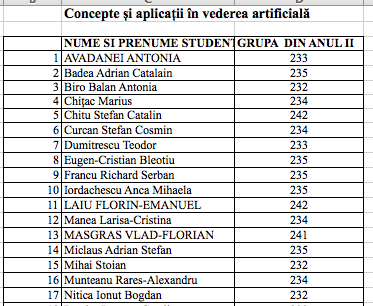 Concepte și aplicații în vederea artificială
NUME SI PRENUME STUDENT GRUPA DIN ANUL II
1 AVADANEI ANTONIA 233
2 Badea Adrian Catalain 235
3 Biro Balan Antonia 232
4 Chițac Marius 234
5 Chitu Stefan Catalin 242
6 Curcan Stefan Cosmin 234
7 Dumitrescu Teodor 233
8 Eugen-Cristian Bleotiu 235
9 Francu Richard Serban 235
10 Iordachescu Anca Mihaela 235
11 LAIU FLORIN-EMANUEL 242
12 Manea Larisa-Cristina 234
13 MASGRAS VLAD-FLORIAN 241
14 Miclaus Adrian Stefan 235
15 Mihai Stoian 232
16 Munteanu Rares-Alexandru 234
17 Nitica Ionut Bogdan 232